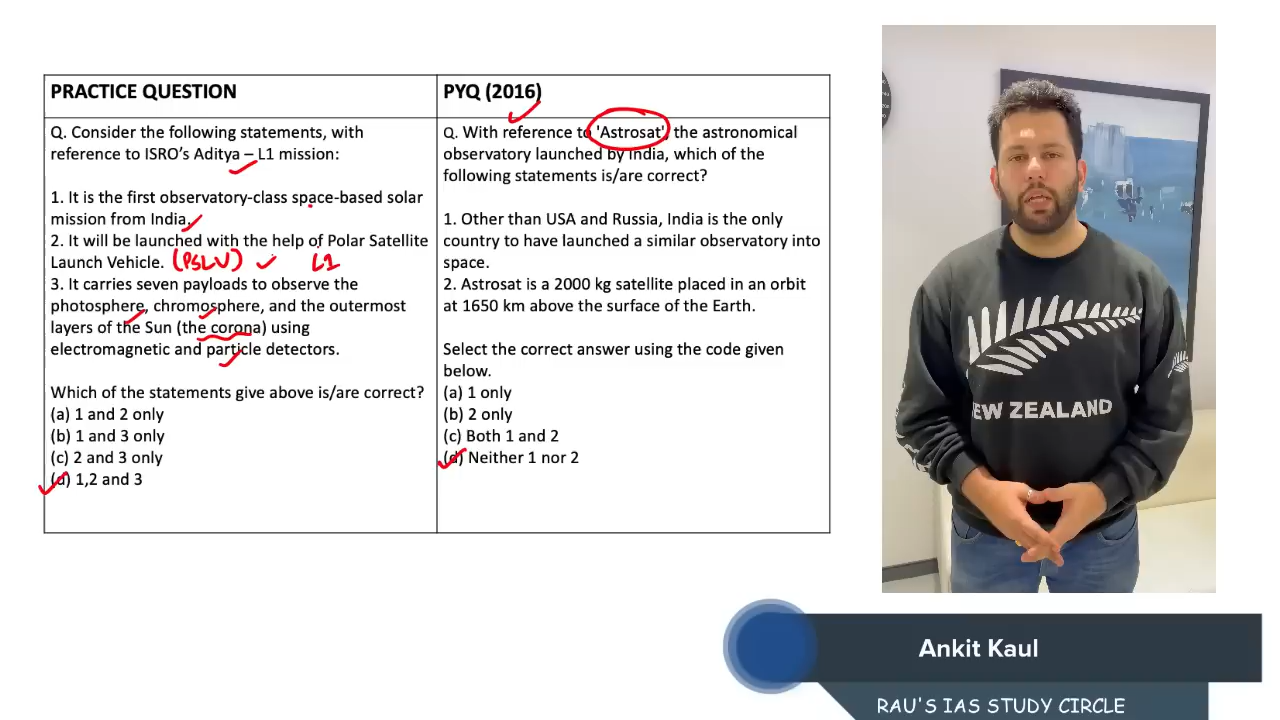 PRACTICE QUESTION
Q. Consider the following statements, with
reference to ISRO's Aditya – L1 mission:
1. It is the first observatory-class space-based solar
mission from India.
2. It will be launched with the help of Polar Satellite
Launch Vehicle. (PSLV) L1
3. It carries seven payloads to observe the
photosphere, chromosphere, and the outermost
layers of the Sun (the corona) using
electromagnetic and particle detectors.
Which of the statements give above is/are correct?
(a) 1 and 2 only
(b) 1 and 3 only
(c) 2 and 3 only
(d) 1,2 and 3
PYQ (2016)
Q. With reference to 'Astrosat', the astronomical
observatory launched by India, which of the
following statements is/are correct?
1. Other than USA and Russia, India is the only
country to have launched a similar observatory into
space.
2. Astrosat is a 2000 kg satellite placed in an orbit
at 1650 km above the surface of the Earth.
Select the correct answer using the code given
below.
(a) 1 only
(b) 2 only
(c) Both 1 and 2
(d) Neither 1 nor 2
EW ZEALAND
Ankit Kaul
RAU'S IAS STUDY CIRCLE